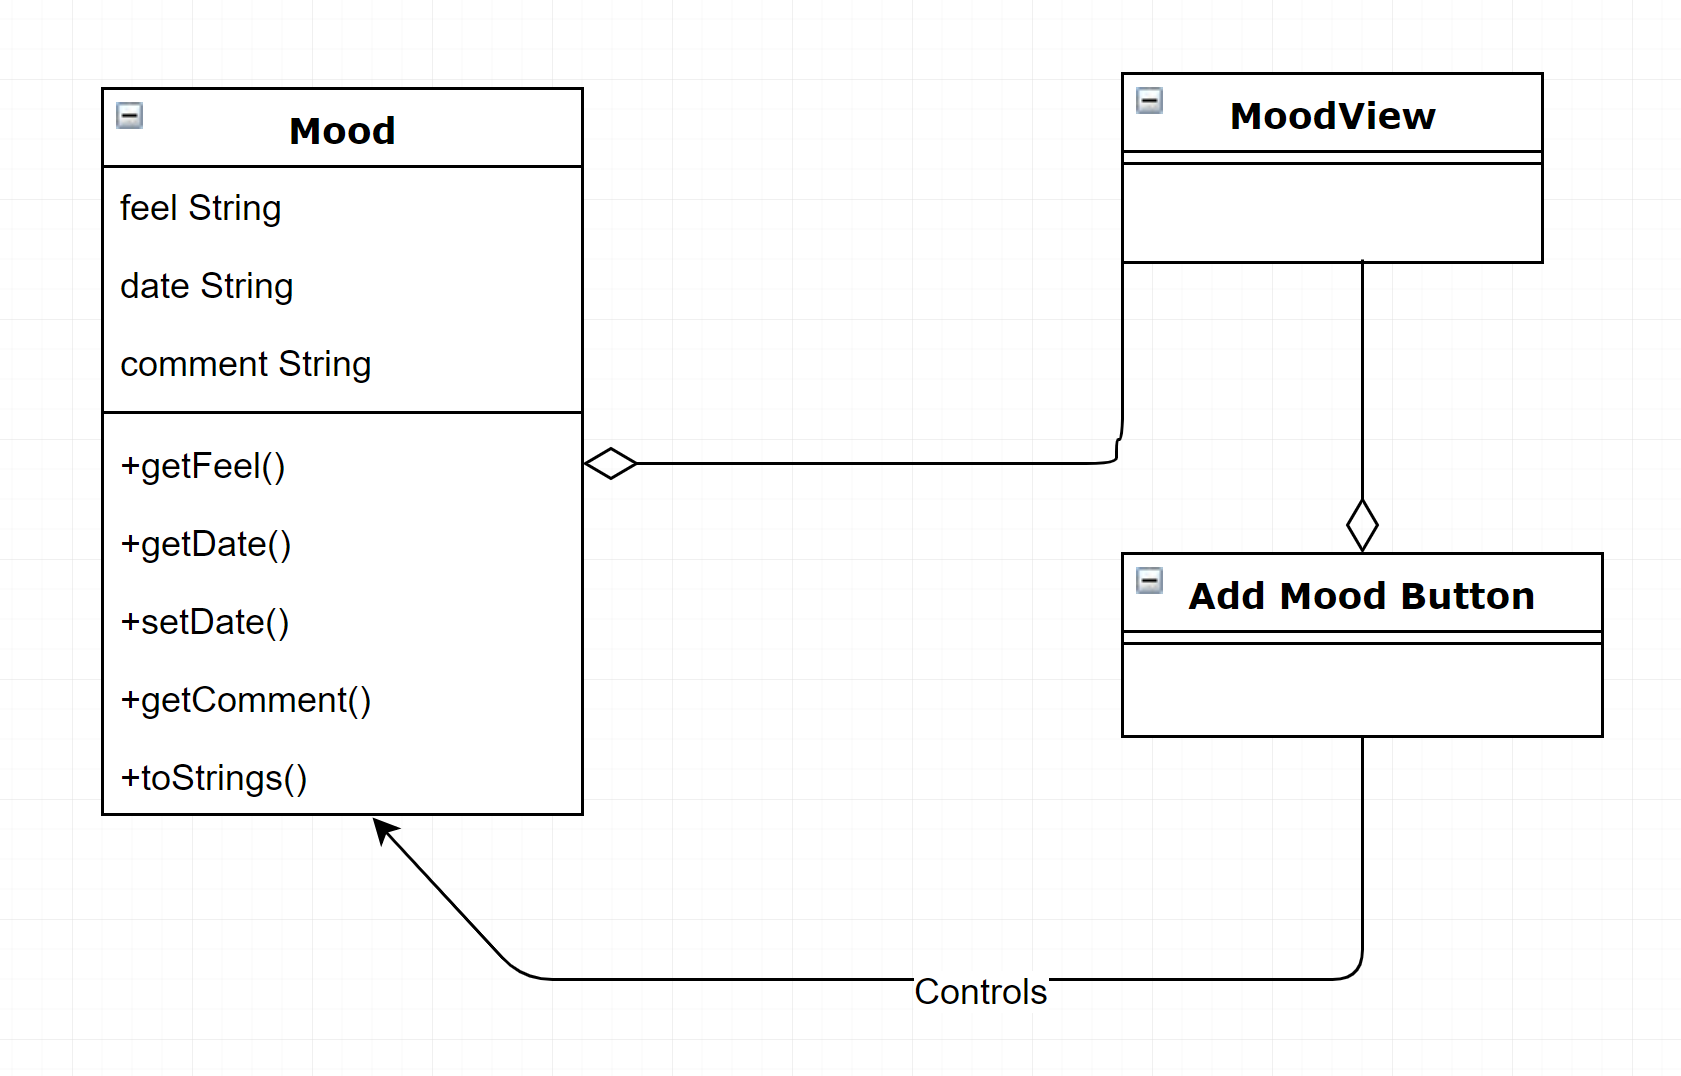 Mood
feel String
date String
comment String
+getFeel()
+getDate()
+setDate()
+getComment()
+toStrings()
MoodView
Add Mood Button
Controls